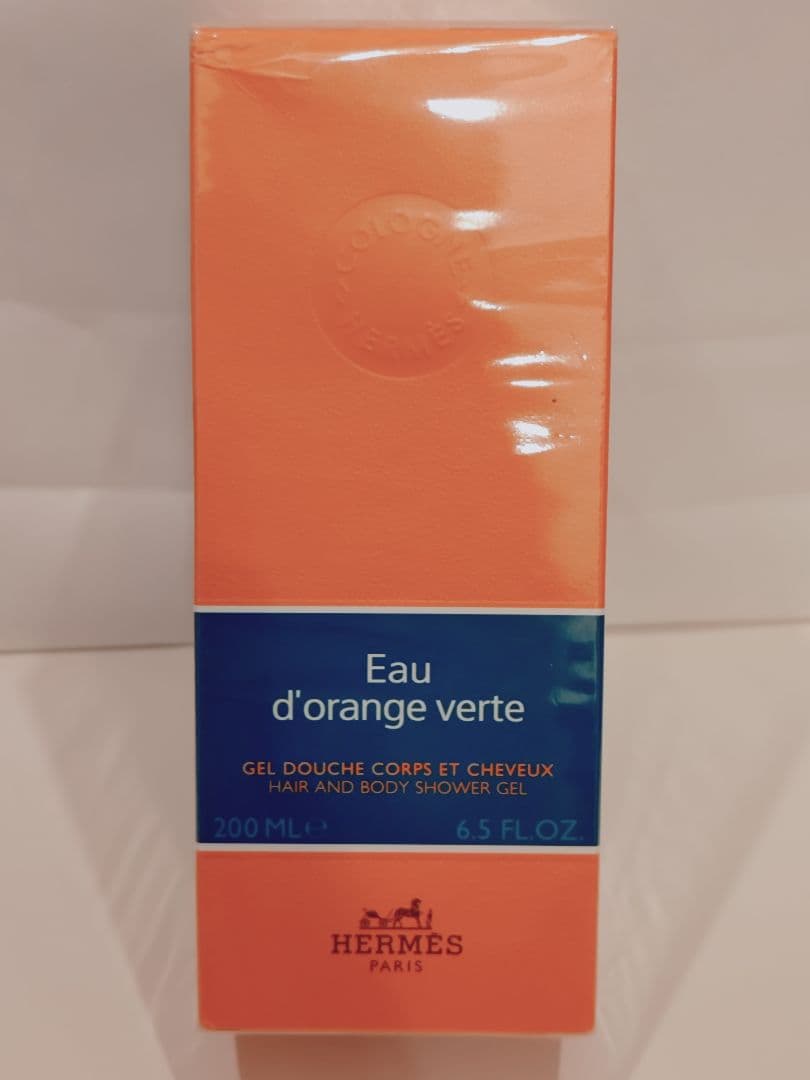 COLOGNE
HERMÈS
Eau
d'orange verte
GEL DOUCHE CORPS ET CHEVEUX
HAIR AND BODY SHOWER GEL
200 ML℮ 6.5 FL.OZ.
HERMÈS
PARIS